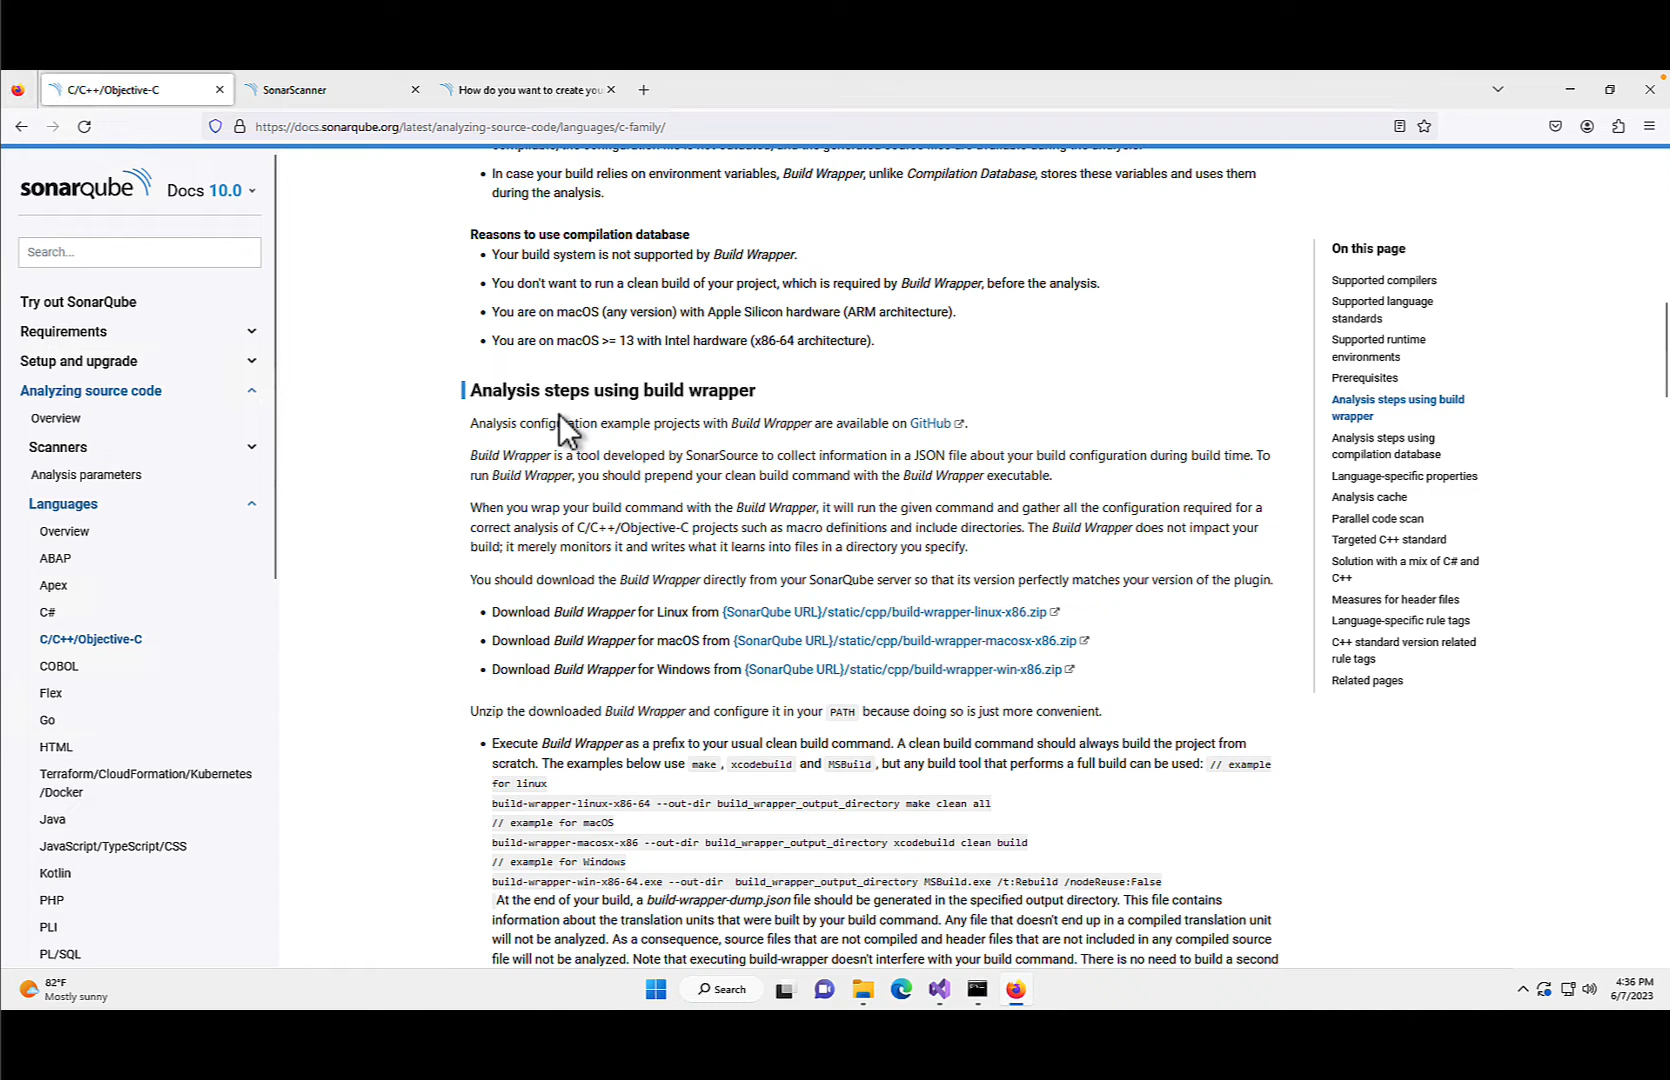 C/C++/Objective-C
SonarScanner
How do you want to create you
https://docs.sonarqube.org/latest/analyzing-source-code/languages/c-family/
sonarqube Docs 10.0
Search...
Try out SonarQube
Requirements
Setup and upgrade
Analyzing source code
Overview
Scanners
Analysis parameters
Languages
Overview
ABAP
Apex
C#
C/C++/Objective-C
COBOL
Flex
Go
HTML
Terraform/CloudFormation/Kubernetes
/Docker
Java
JavaScript/TypeScript/CSS
Kotlin
PHP
PLI
PL/SQL
• In case your build relies on environment variables, Build Wrapper, unlike Compilation Database, stores these variables and uses them
during the analysis.
Reasons to use compilation database
• Your build system is not supported by Build Wrapper.
• You don't want to run a clean build of your project, which is required by Build Wrapper, before the analysis.
• You are on macOS (any version) with Apple Silicon hardware (ARM architecture).
• You are on macOS >= 13 with Intel hardware (x86-64 architecture).
Analysis steps using build wrapper
Analysis configuration example projects with Build Wrapper are available on GitHub.
Build Wrapper is a tool developed by SonarSource to collect information in a JSON file about your build configuration during build time. To
run Build Wrapper, you should prepend your clean build command with the Build Wrapper executable.
When you wrap your build command with the Build Wrapper, it will run the given command and gather all the configuration required for a
correct analysis of C/C++/Objective-C projects such as macro definitions and include directories. The Build Wrapper does not impact your
build; it merely monitors it and writes what it learns into files in a directory you specify.
You should download the Build Wrapper directly from your SonarQube server so that its version perfectly matches your version of the plugin.
• Download Build Wrapper for Linux from {SonarQube URL}/static/cpp/build-wrapper-linux-x86.zip
• Download Build Wrapper for macOS from {SonarQube URL}/static/cpp/build-wrapper-macosx-x86.zip
• Download Build Wrapper for Windows from {SonarQube URL}/static/cpp/build-wrapper-win-x86.zip
Unzip the downloaded Build Wrapper and configure it in your PATH because doing so is just more convenient.
• Execute Build Wrapper as a prefix to your usual clean build command. A clean build command should always build the project from
scratch. The examples below use make, xcodebuild and MSBuild, but any build tool that performs a full build can be used: // example
for linux
build-wrapper-linux-x86-64 --out-dir build_wrapper_output_directory make clean all
// example for macOS
build-wrapper-macosx-x86 --out-dir build_wrapper_output_directory xcodebuild clean build
// example for Windows
build-wrapper-win-x86-64.exe --out-dir build_wrapper_output_directory MSBuild.exe /t:Rebuild /nodeReuse:False
At the end of your build, a build-wrapper-dump.json file should be generated in the specified output directory. This file contains
information about the translation units that were built by your build command. Any file that doesn't end up in a compiled translation unit
will not be analyzed. As a consequence, source files that are not compiled and header files that are not included in any compiled source
file will not be analyzed. Note that executing build-wrapper doesn't interfere with your build command. There is no need to build a second
On this page
Supported compilers
Supported language
standards
Supported runtime
environments
Prerequisites
Analysis steps using build
wrapper
Analysis steps using
compilation database
Language-specific properties
Analysis cache
Parallel code scan
Targeted C++ standard
Solution with a mix of C# and
C++
Measures for header files
Language-specific rule tags
C++ standard version related
rule tags
Related pages
82°F
Mostly sunny
Search
4:36 PM
6/7/2023